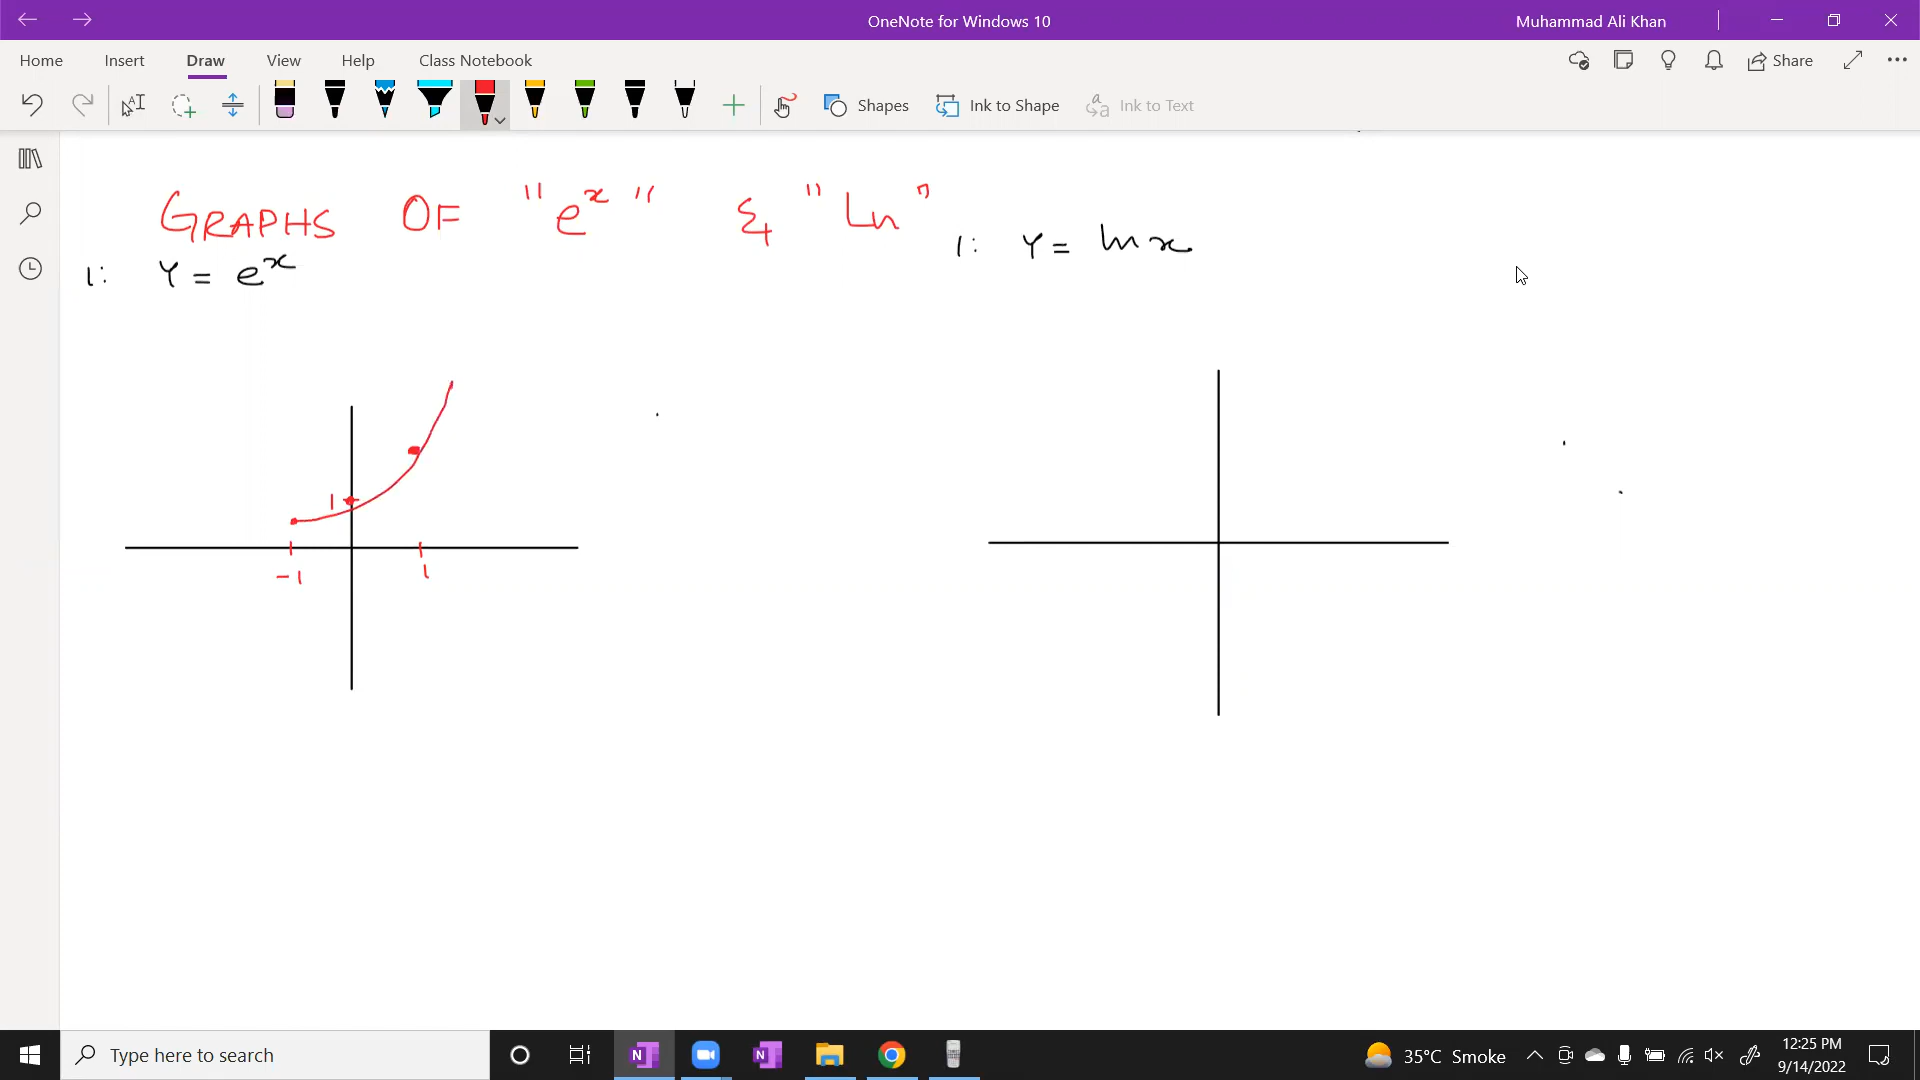 OneNote for Windows 10
Muhammad Ali Khan
Home Insert Draw View Help Class Notebook
Share
Shapes Ink to Shape Ink to Text
GRAPHS OF "e^x" & "Ln"
1: Y = e^x
1: Y = ln x
1
-1 1
Type here to search
35°C Smoke
12:25 PM
9/14/2022